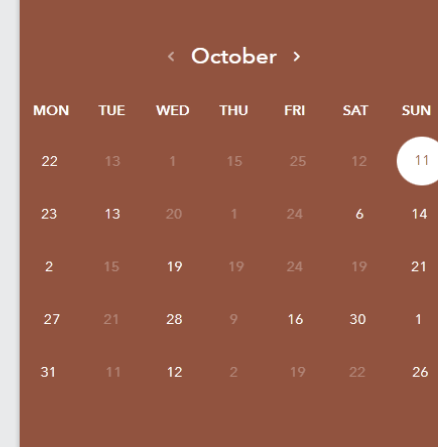 ‹ October ›
MON TUE WED THU FRI SAT SUN
22 13 1 15 25 12 11
23 13 20 1 24 6 14
2 15 19 19 24 19 21
27 21 28 9 16 30 1
31 11 12 2 19 22 26